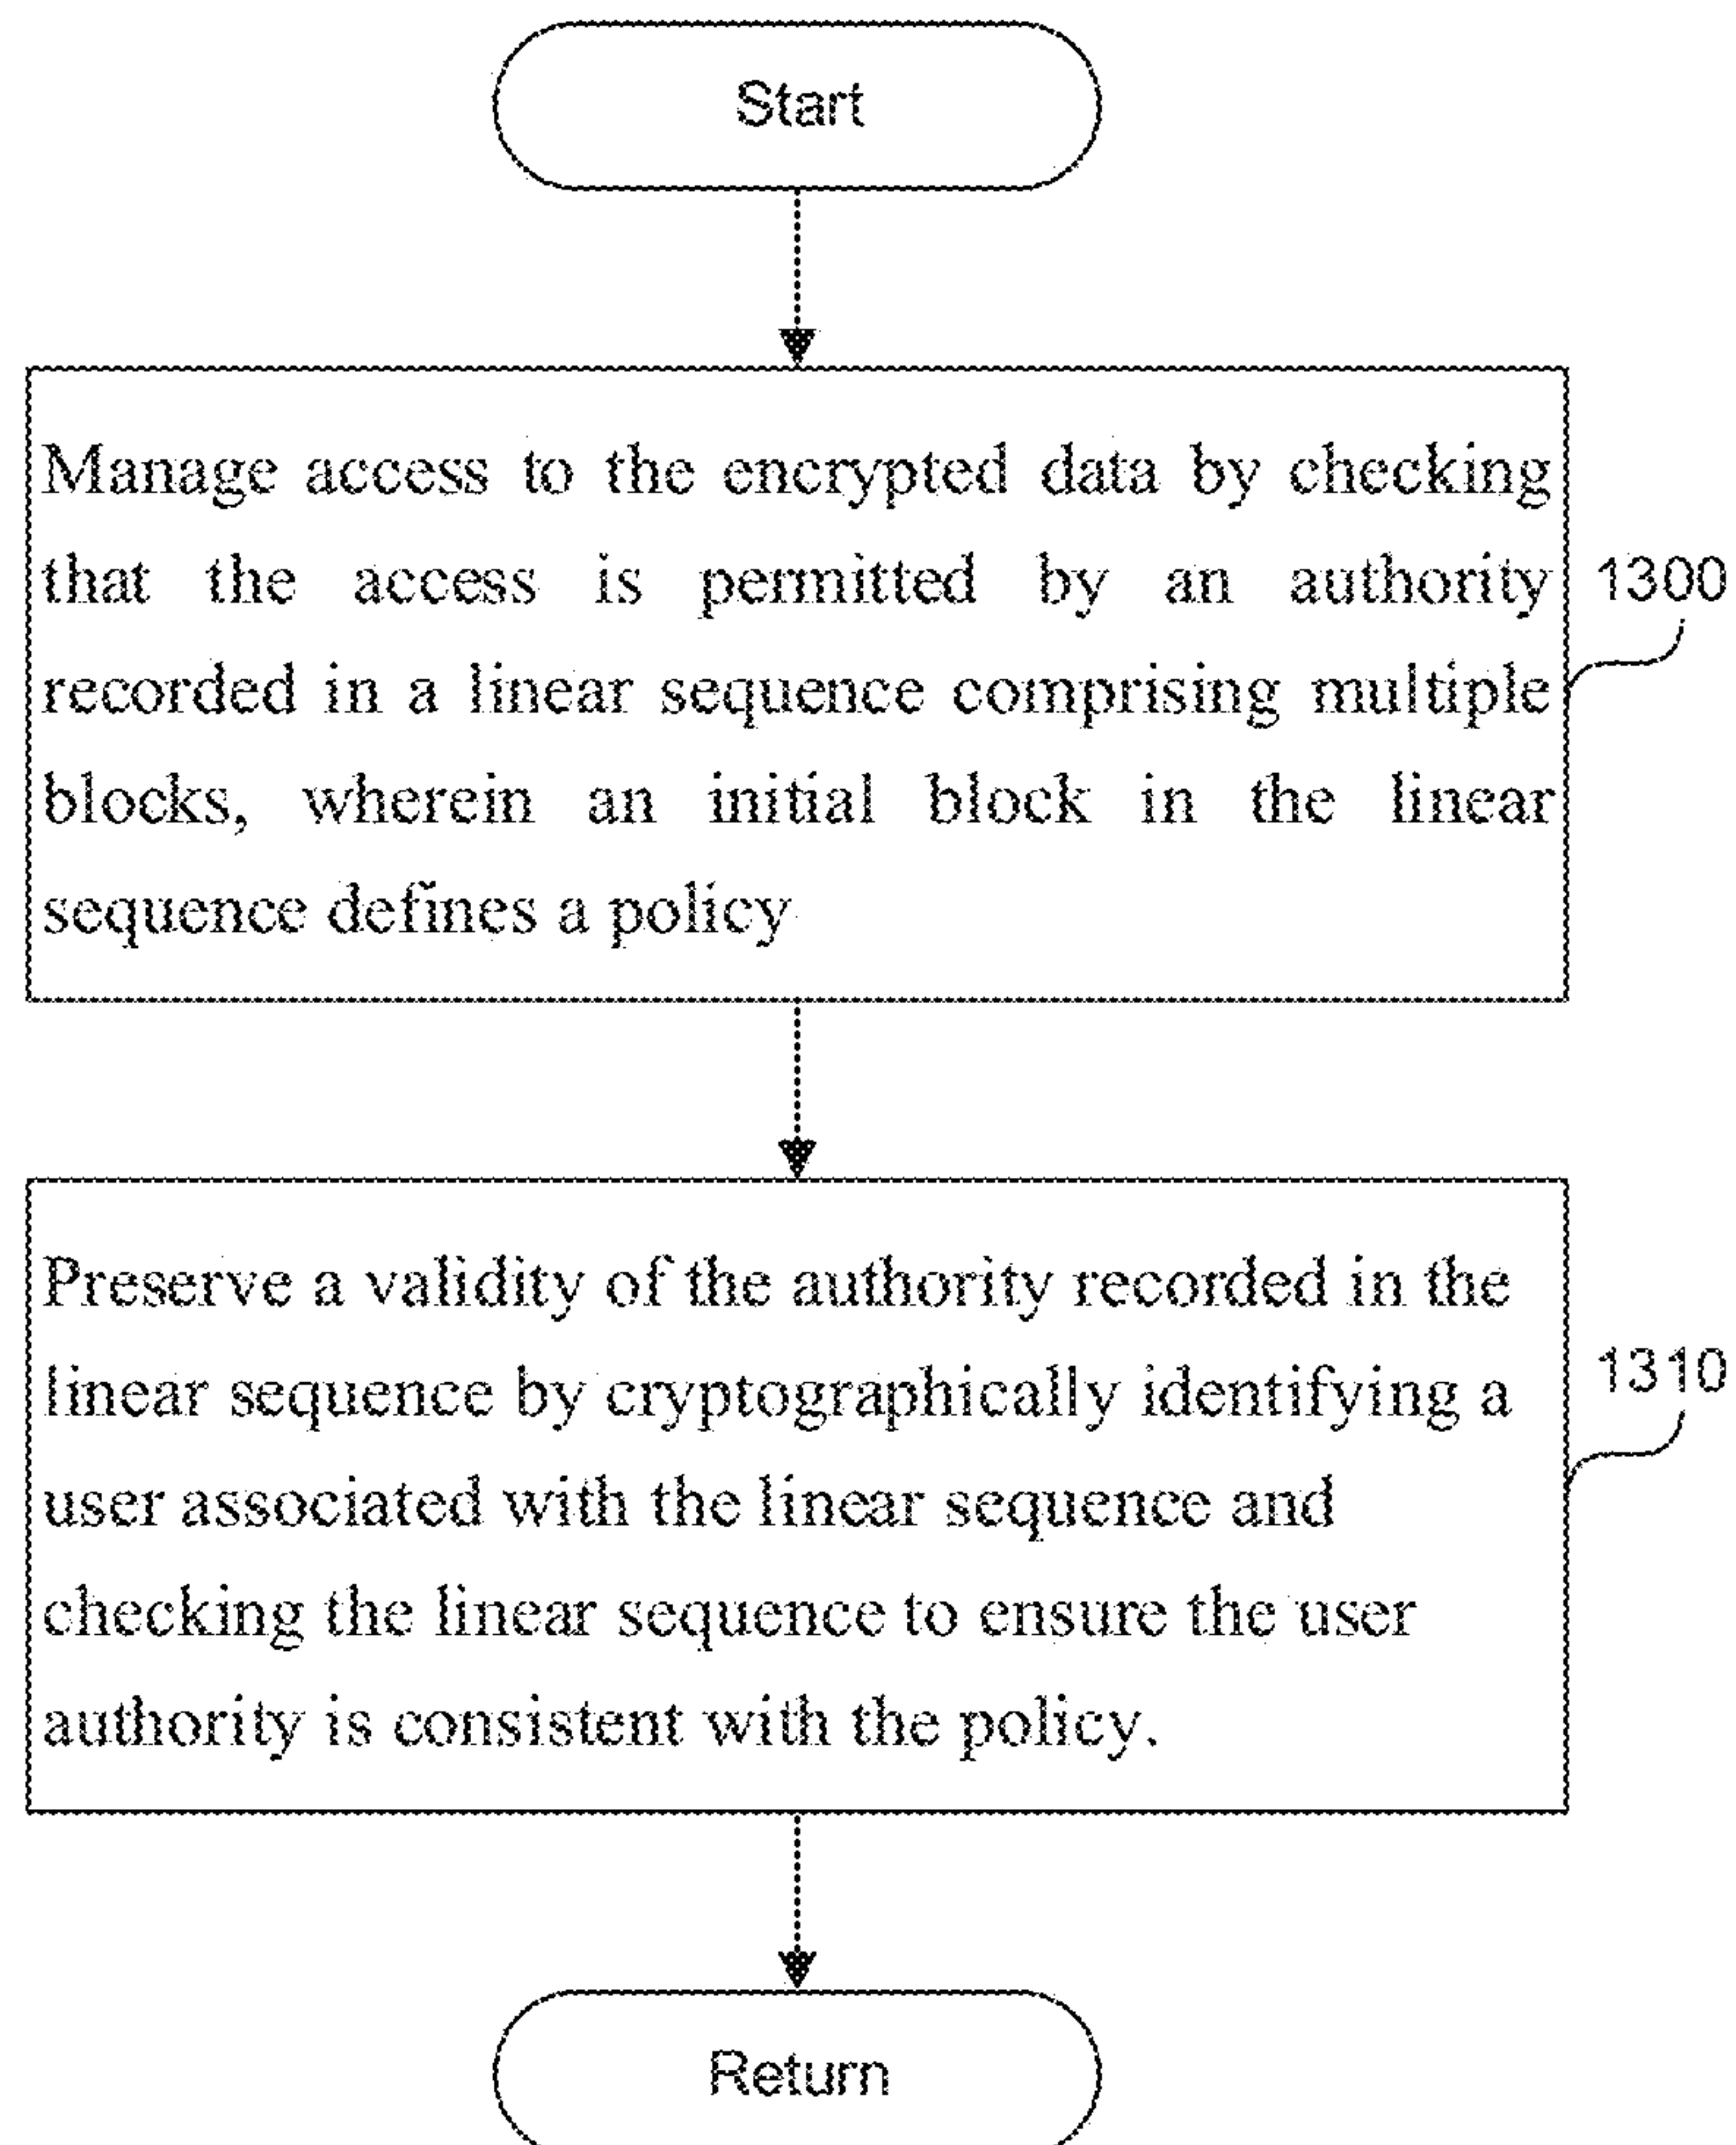 Start
Manage access to the encrypted data by checking
that the access is permitted by an authority
recorded in a linear sequence comprising multiple
blocks, wherein an initial block in the linear
sequence defines a policy
1300
Preserve a validity of the authority recorded in the
linear sequence by cryptographically identifying a
user associated with the linear sequence and
checking the linear sequence to ensure the user
authority is consistent with the policy.
1310
Return